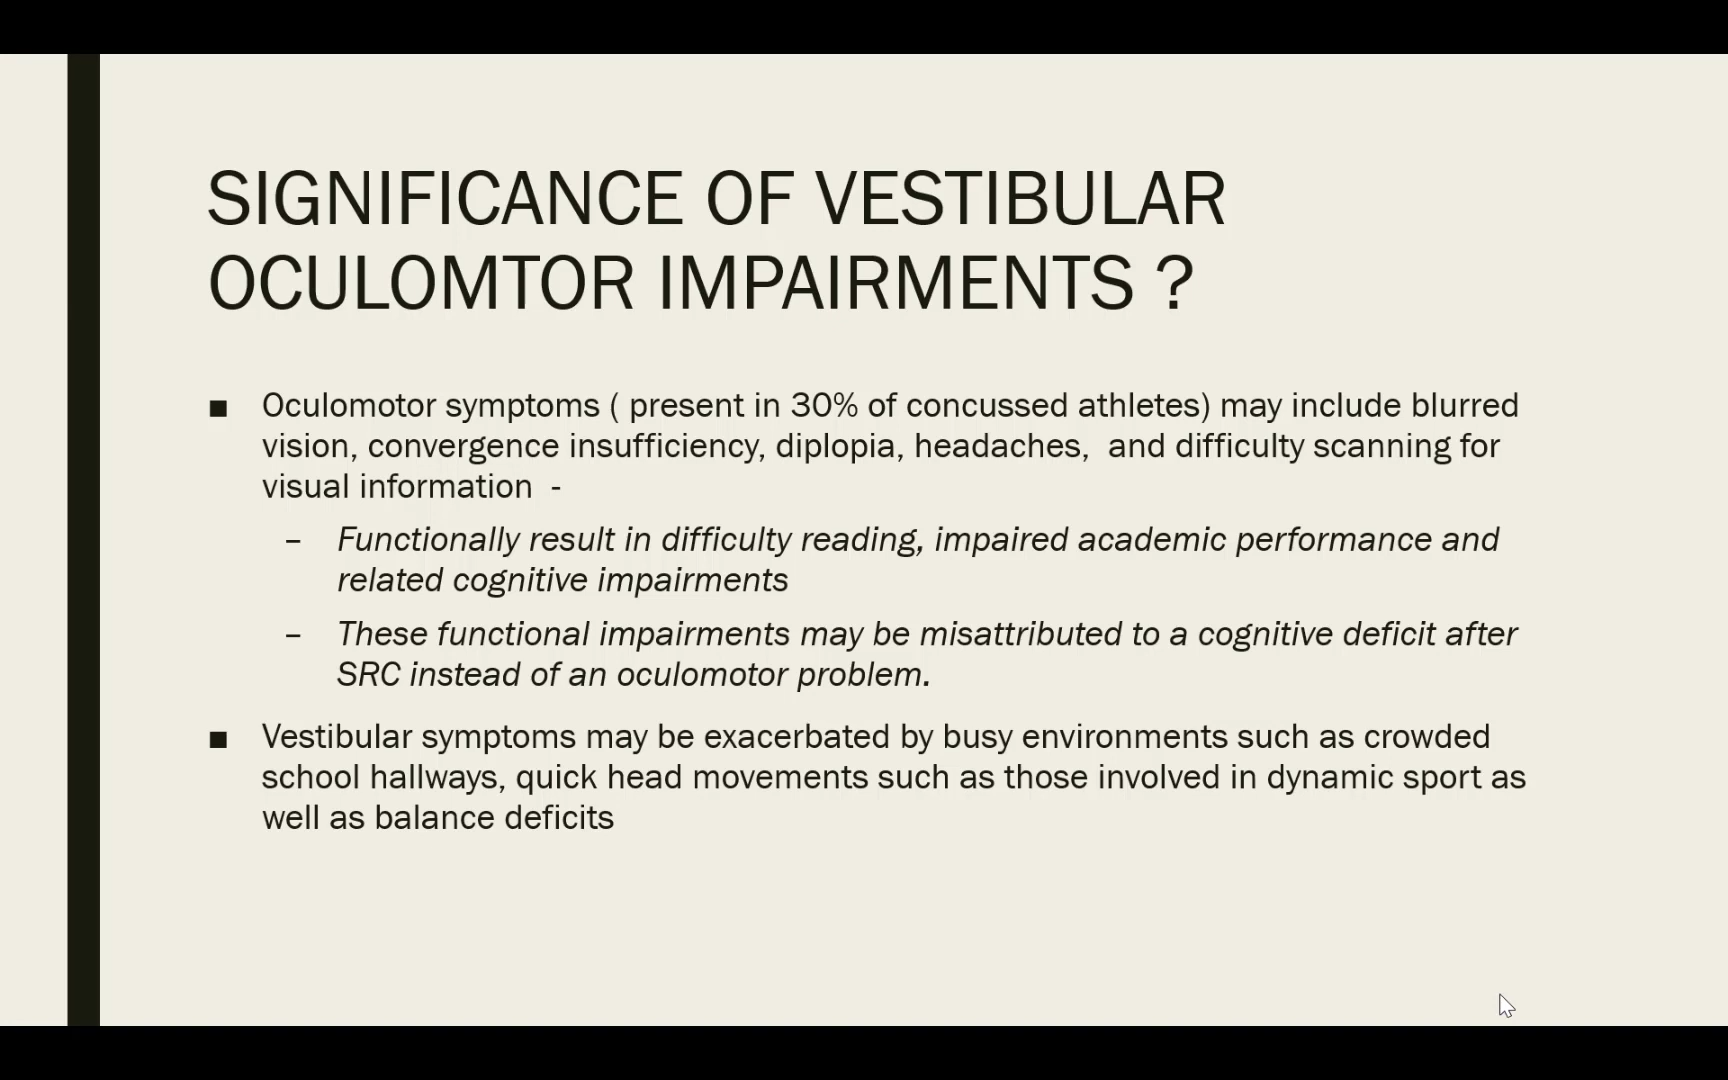 SIGNIFICANCE OF VESTIBULAR
OCULOMTOR IMPAIRMENTS ?
■ Oculomotor symptoms ( present in 30% of concussed athletes) may include blurred
vision, convergence insufficiency, diplopia, headaches,  and difficulty scanning for
visual information  -
– Functionally result in difficulty reading, impaired academic performance and
related cognitive impairments
– These functional impairments may be misattributed to a cognitive deficit after
SRC instead of an oculomotor problem.
■ Vestibular symptoms may be exacerbated by busy environments such as crowded
school hallways, quick head movements such as those involved in dynamic sport as
well as balance deficits